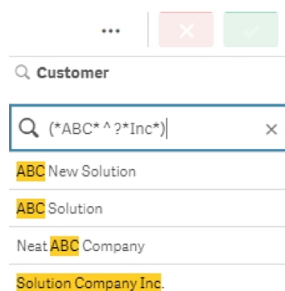 ...
Customer
(*ABC*^?*Inc*)
ABC New Solution
ABC Solution
Neat ABC Company
Solution Company Inc.